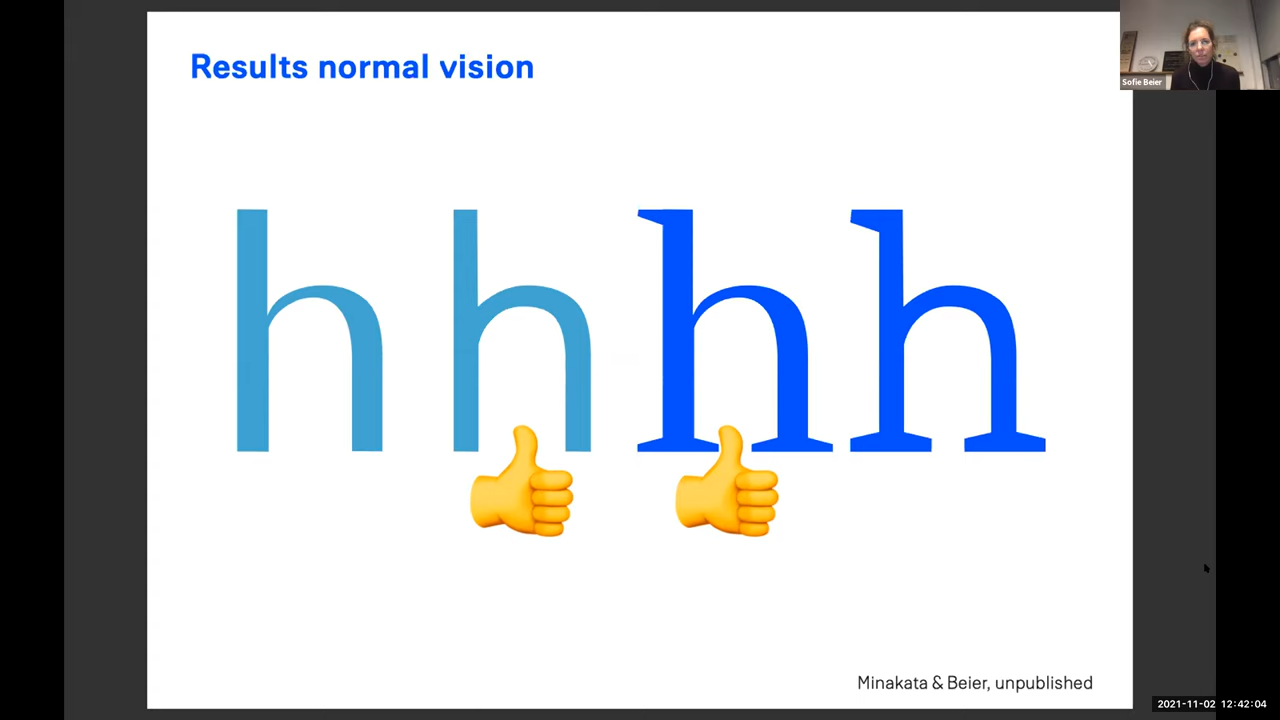 Results normal vision
Sofie Beier
h h h h
Minakata & Beier, unpublished
2021-11-02 12:42:04